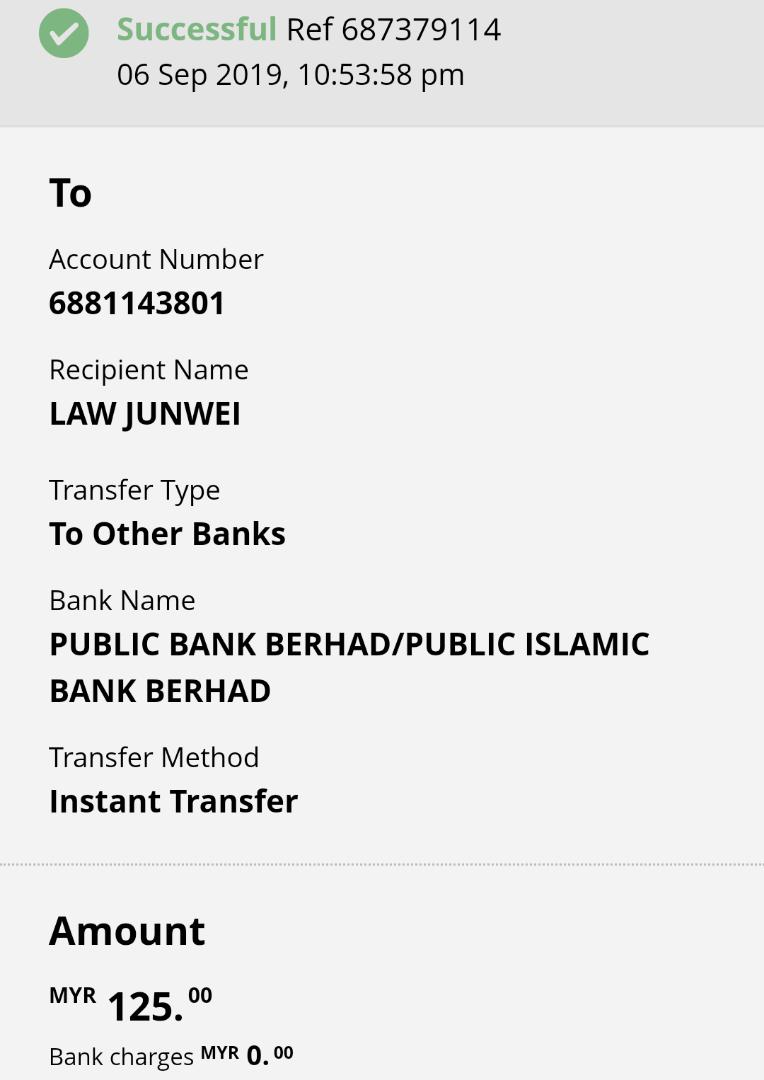 Successful Ref 687379114
06 Sep 2019, 10:53:58 pm
To
Account Number
6881143801
Recipient Name
LAW JUNWEI
Transfer Type
To Other Banks
Bank Name
PUBLIC BANK BERHAD/PUBLIC ISLAMIC
BANK BERHAD
Transfer Method
Instant Transfer
Amount
MYR 125.00
Bank charges MYR 0.00